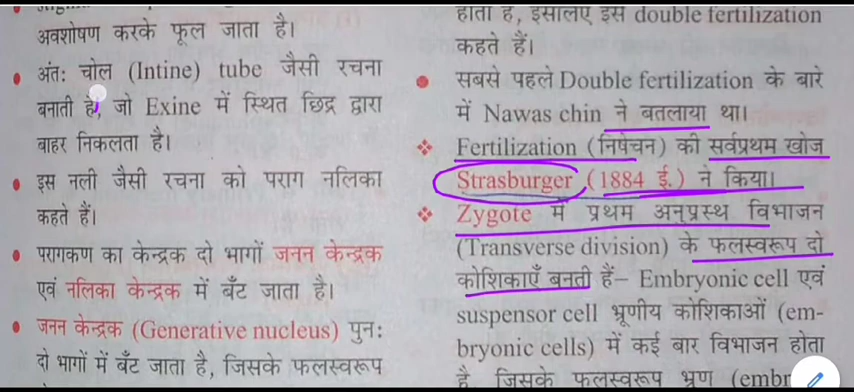 अवशोषण करके फूल जाता है।
अंतः चोल (Intine) tube जैसी रचना
बनाती है, जो Exine में स्थित छिद्र द्वारा
बाहर निकलता है।
इस नली जैसी रचना को पराग नलिका
कहते हैं।
परागकण का केन्द्रक दो भागों जनन केन्द्रक
एवं नलिका केन्द्रक में बँट जाता है।
जनन केन्द्रक (Generative nucleus) पुनः
दो भागों में बँट जाता है, जिसके फलस्वरूप
होता है, इसलिए इसे double fertilization
कहते हैं।
सबसे पहले Double fertilization के बारे
में Nawas chin ने बतलाया था।
Fertilization (निषेचन) की सर्वप्रथम खोज
Strasburger (1884 ई.) ने किया।
Zygote में प्रथम अनुप्रस्थ विभाजन
(Transverse division) के फलस्वरूप दो
कोशिकाएँ बनती हैं– Embryonic cell एवं
suspensor cell भ्रूणीय कोशिकाओं (em-
bryonic cells) में कई बार विभाजन होता
है जिसके फलस्वरूप भ्रूण